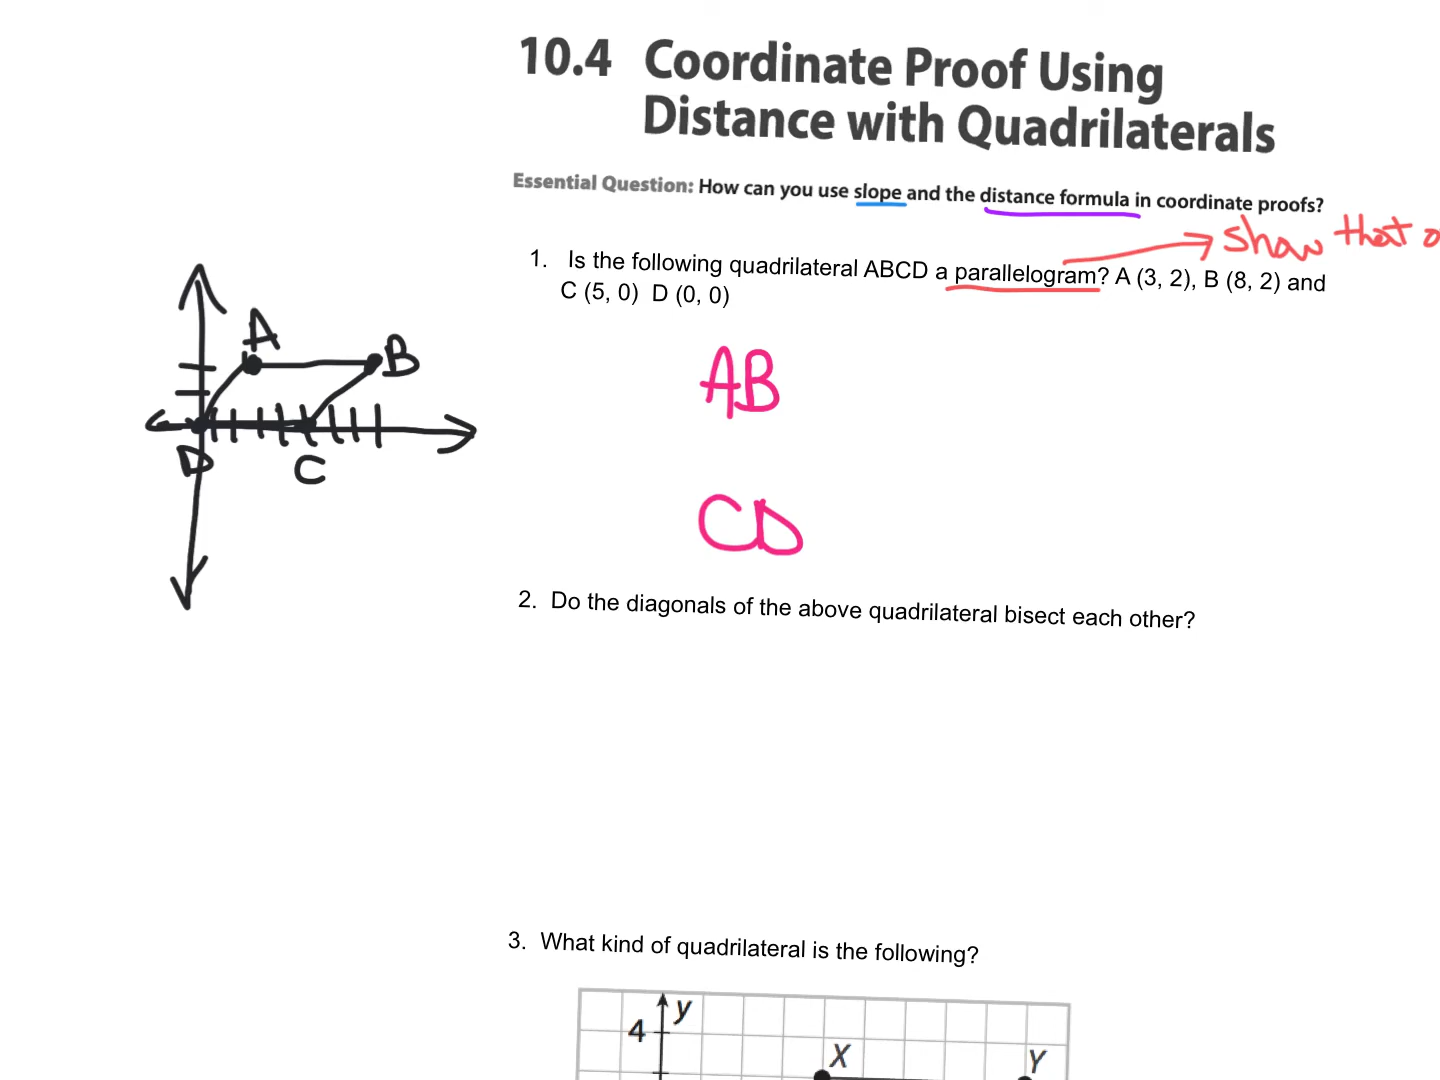 10.4 Coordinate Proof Using
Distance with Quadrilaterals
Essential Question: How can you use slope and the distance formula in coordinate proofs?
show that
1. Is the following quadrilateral ABCD a parallelogram? A (3, 2), B (8, 2) and
C (5, 0) D (0, 0)
A
B
D
C
AB
CD
2. Do the diagonals of the above quadrilateral bisect each other?
3. What kind of quadrilateral is the following?
y
4
X
Y